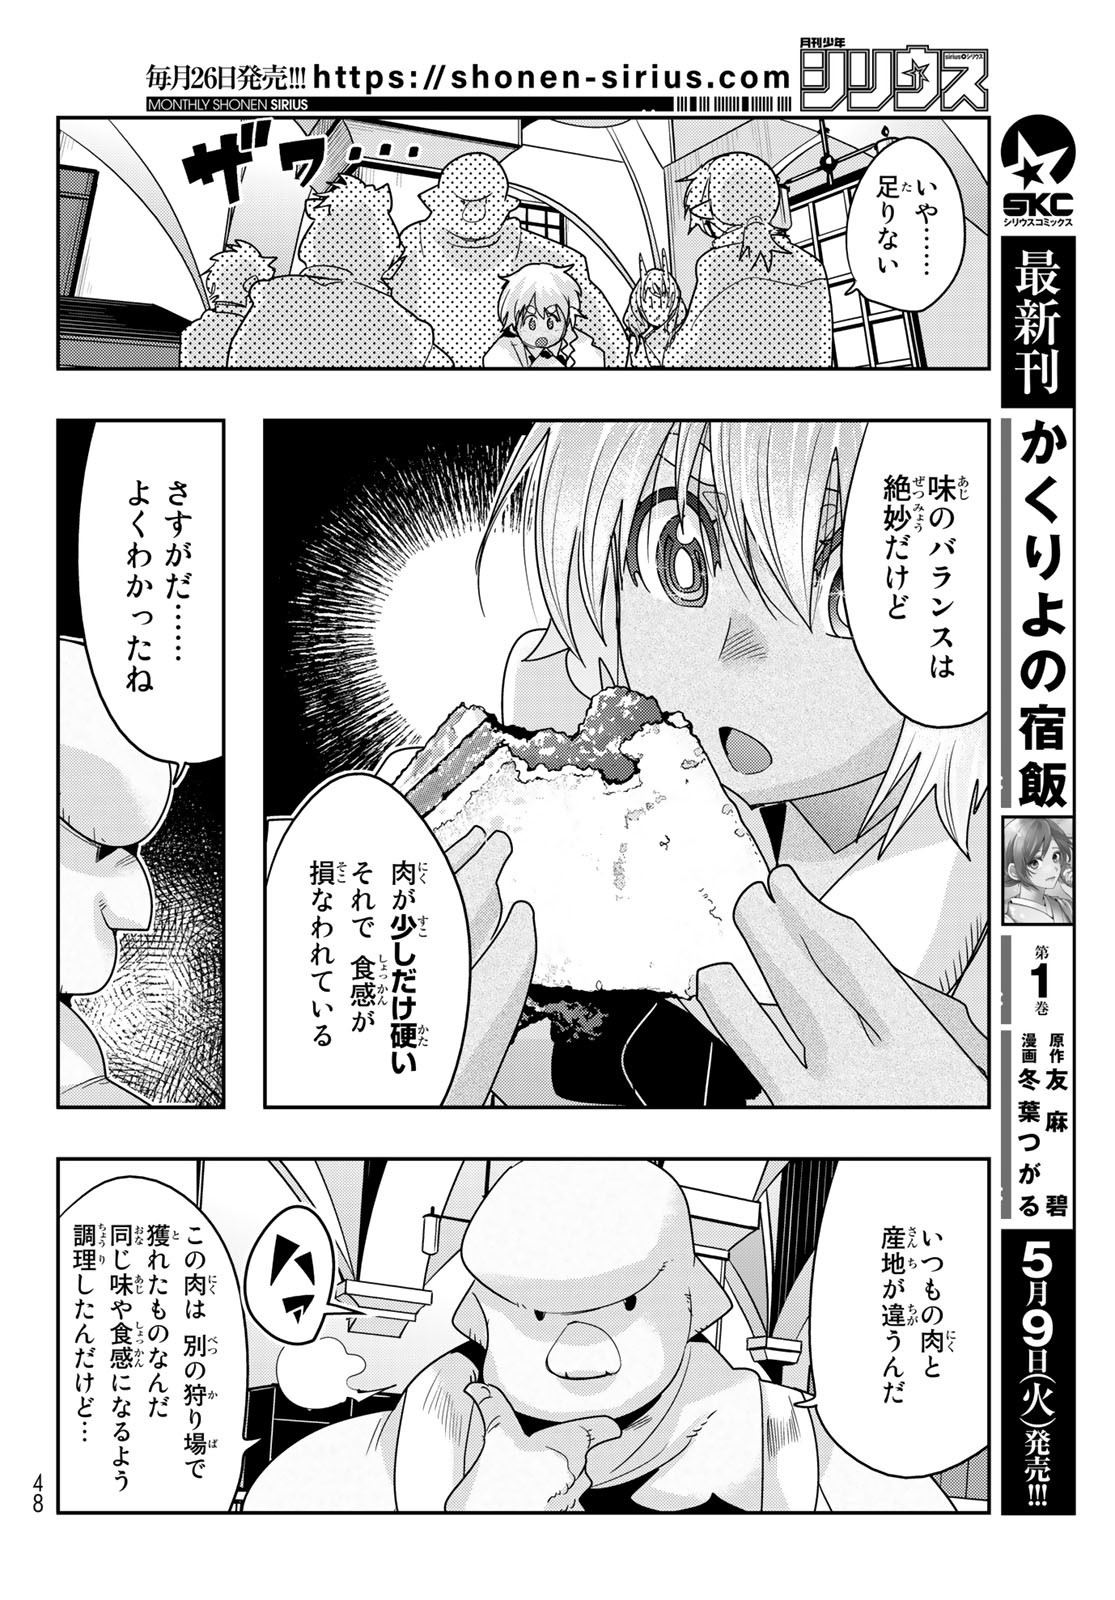 毎月26日発売!!! https://shonen-sirius.com
MONTHLY SHONEN SIRIUS
月刊少年
シリウス
sirius シリウス
いや……
足りない
ザワ…
味のバランスは
絶妙だけど
肉が少しだけ硬い
それで 食感が
損なわれている
さすがだ……
よくわかったね
いつもの肉と
産地が違うんだ
この肉は 別の狩り場で
獲れたものなんだ
同じ味や食感になるよう
調理したんだけど…
SKC
シリウスコミックス
最新刊
かくりよの宿飯
第1巻
原作 友麻碧
漫画 冬葉つがる
5月9日(火)発売!!!
48